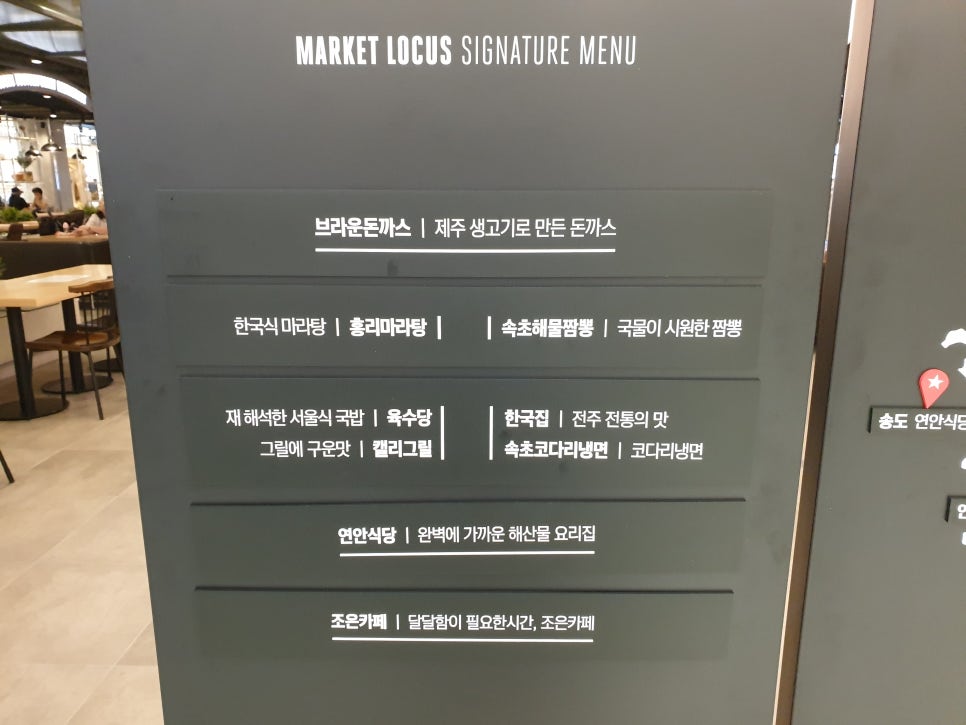 MARKET LOCUS SIGNATURE MENU
브라운돈까스 | 제주 생고기로 만든 돈까스
한국식 마라탕 | 홍리마라탕 |
| 속초해물짬뽕 | 국물이 시원한 짬뽕
재 해석한 서울식 국밥 | 육수당
그릴에 구운맛 | 캘리그릴
한국집 | 전주 전통의 맛
속초코다리냉면 | 코다리냉면
연안식당 | 완벽에 가까운 해산물 요리집
조은카페 | 달달함이 필요한시간, 조은카페
송도 연안식당